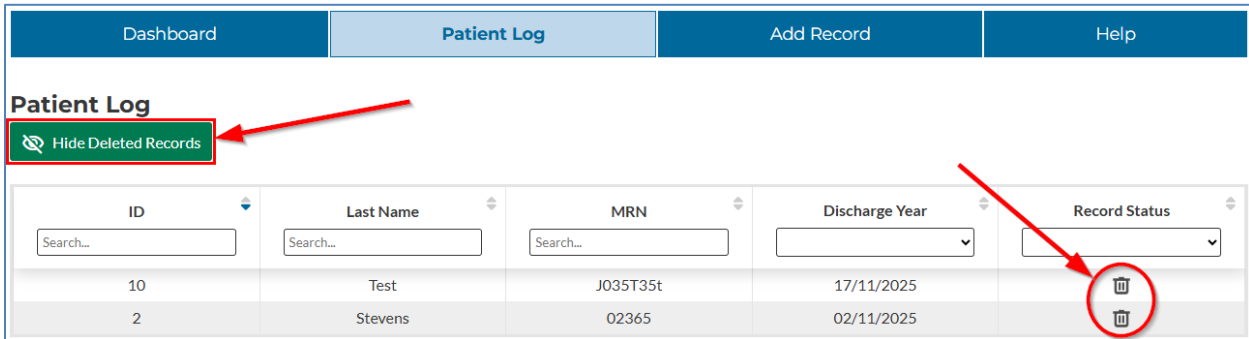 Dashboard Patient Log Add Record Help
Patient Log
Hide Deleted Records
ID Last Name MRN Discharge Year Record Status
Search... Search... Search...
10 Test J035T35t 17/11/2025
2 Stevens 02365 02/11/2025